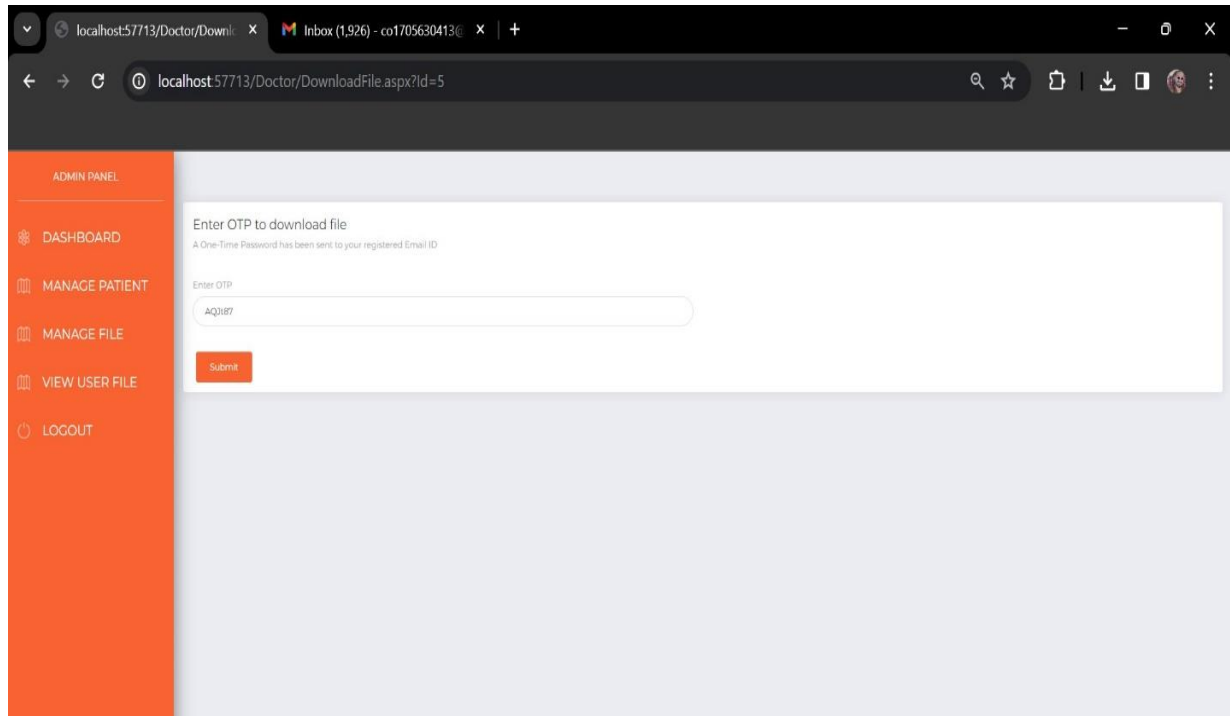 localhost:57713/Doctor/Downlo
Inbox (1,926) - co1705630413@
localhost:57713/Doctor/DownloadFile.aspx?Id=5
ADMIN PANEL
DASHBOARD
MANAGE PATIENT
MANAGE FILE
VIEW USER FILE
LOGOUT
Enter OTP to download file
A One-Time Password has been sent to your registered Email ID
Enter OTP
Submit